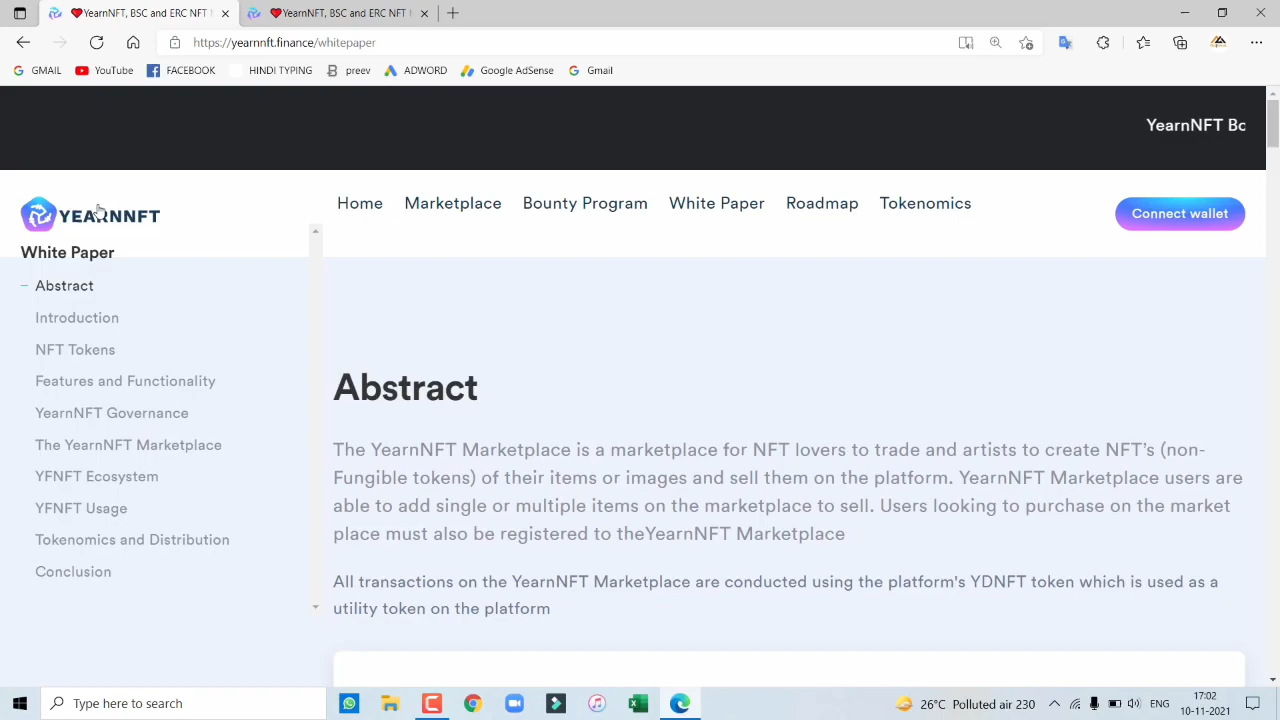 ❤YearnNFT, BSC and ERC NFT
❤YearnNFT, BSC and ERC NFT
https://yearnnft.finance/whitepaper
GMAIL
YouTube
FACEBOOK
HINDI TYPING
preev
ADWORD
Google AdSense
Gmail
YearnNFT Bo
YEARNNFT
Home
Marketplace
Bounty Program
White Paper
Roadmap
Tokenomics
Connect wallet
White Paper
Abstract
Introduction
NFT Tokens
Features and Functionality
YearnNFT Governance
The YearnNFT Marketplace
YFNFT Ecosystem
YFNFT Usage
Tokenomics and Distribution
Conclusion
Abstract
The YearnNFT Marketplace is a marketplace for NFT lovers to trade and artists to create NFT’s (non-
Fungible tokens) of their items or images and sell them on the platform. YearnNFT Marketplace users are
able to add single or multiple items on the marketplace to sell. Users looking to purchase on the market
place must also be registered to theYearnNFT Marketplace
All transactions on the YearnNFT Marketplace are conducted using the platform's YDNFT token which is used as a
utility token on the platform
Type here to search
26°C Polluted air 230
ENG
17:02
10-11-2021